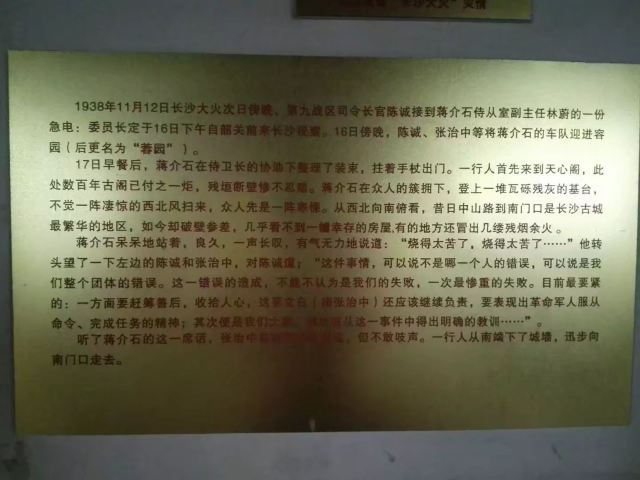 长沙大火”灾情
1938年11月12日长沙大火次日傍晚、第九战区司令长官陈诚接到蒋介石侍从室副主任林蔚的一份
急电：委员长定于16日下午自韶关前来长沙视察。16日傍晚，陈诚、张治中等将蒋介石的车队迎进容
园（后更名为“蓉园”）。
17日早餐后，蒋介石在侍卫长的协助下整理了装束，拄着手杖出门。一行人首先来到天心阁，此
处数百年古阁已付之一炬，残垣断壁惨不忍睹。蒋介石在众人的簇拥下，登上一堆瓦砾残灰的基台，
不觉一阵凄惊的西北风扫来，众人先是一阵寒悚。从西北向南俯看，昔日中山路到南门口是长沙古城
最繁华的地区，如今却破壁参差，几乎看不到一幢幸存的房屋，有的地方还冒出几缕残烟余火。
蒋介石呆呆地站着，良久，一声长叹，有气无力地说道：“烧得太苦了，烧得太苦了……”他转
头望了一下左边的陈诚和张治中，对陈诚道：“这件事情，可以说不是哪一个人的错误，可以说是我
们整个团体的错误。这一错误的造成，不能不认为是我们的失败，一次最惨重的失败。目前最要紧
的：一方面要赶筹善后，收拾人心，这要文白（指张治中）还应该继续负责，要表现出革命军人服从
命令、完成任务的精神；其次便是我们大家，从这一事件中得出明确的教训……”。
听了蒋介石的这一席话，张治中，但不敢吱声。一行人从南端下了城墙，迅步向
南门口走去。